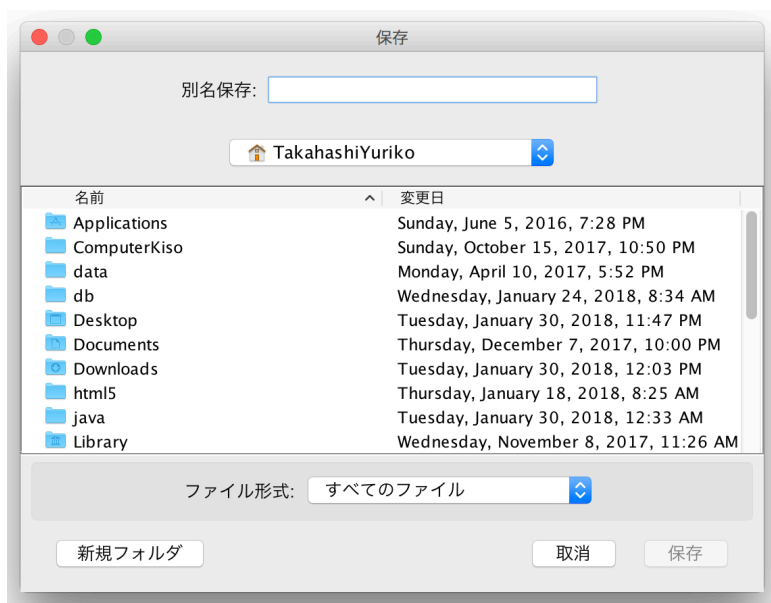 保存
別名保存:
TakahashiYuriko
名前 変更日
Applications Sunday, June 5, 2016, 7:28 PM
ComputerKiso Sunday, October 15, 2017, 10:50 PM
data Monday, April 10, 2017, 5:52 PM
db Wednesday, January 24, 2018, 8:34 AM
Desktop Tuesday, January 30, 2018, 11:47 PM
Documents Thursday, December 7, 2017, 10:00 PM
Downloads Tuesday, January 30, 2018, 12:03 PM
html5 Thursday, January 18, 2018, 8:25 AM
java Tuesday, January 30, 2018, 12:33 AM
Library Wednesday, November 8, 2017, 11:26 AM
ファイル形式: すべてのファイル
新規フォルダ 取消 保存